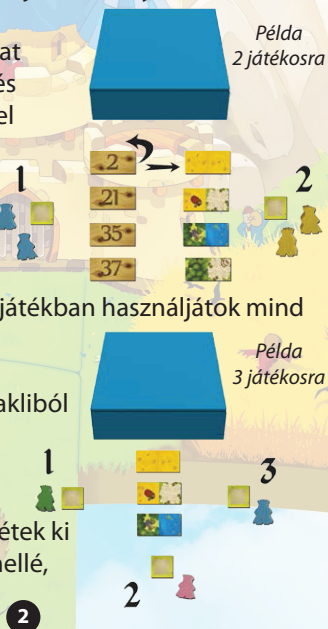 Példa
2 játékosra
at
és
el
1
2
21
35
37
2
játékban használjátok mind
Példa
3 játékosra
akliból
1
3
étek ki
nellé,
2
2